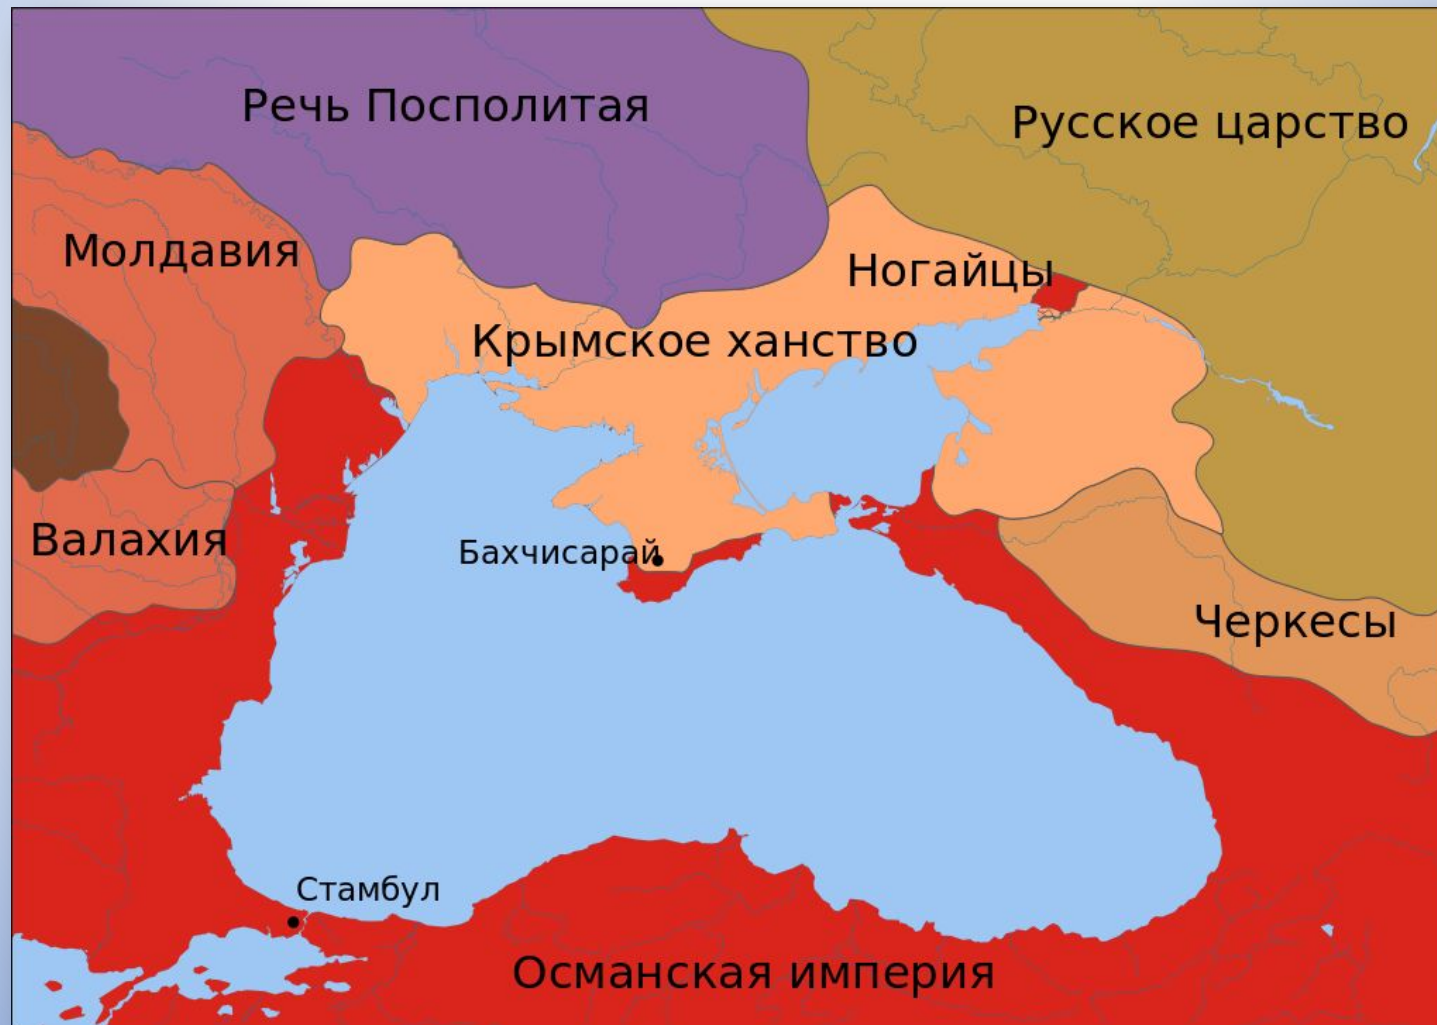 Речь Посполитая
Русское царство
Молдавия
Ногайцы
Крымское ханство
Валахия
Бахчисарай
Черкесы
Стамбул
Османская империя